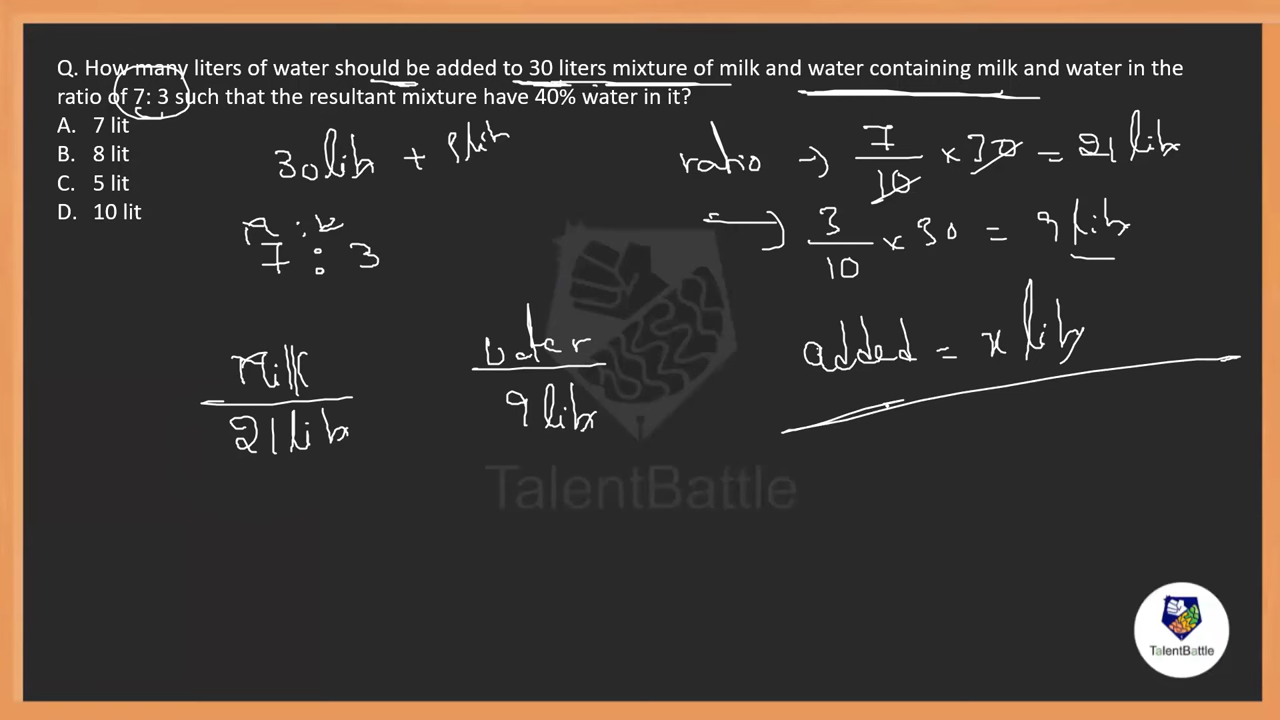 Q. How many liters of water should be added to 30 liters mixture of milk and water containing milk and water in the
ratio of 7: 3 such that the resultant mixture have 40% water in it?
A. 7 lit
B. 8 lit
C. 5 lit
D. 10 lit
30 lit +
7 : 3
ratio → 7/10 × 30 = 21 lit
3/10 × 30 = 9 lit
added = x lit
Milk
21 lit
water
9 lit
TalentBattle
TalentBattle